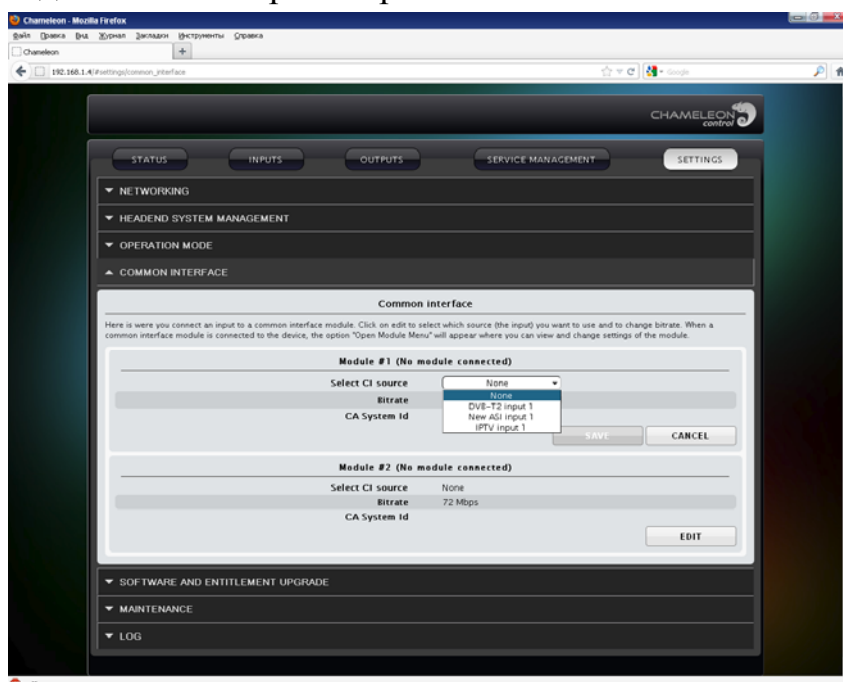 Chameleon - Mozilla Firefox
Файл Правка Вид Журнал Закладки Инструменты Справка
Chameleon +
192.168.1.4/#settings/common_interface Google
CHAMELEON
control
STATUS INPUTS OUTPUTS SERVICE MANAGEMENT SETTINGS
NETWORKING
HEADEND SYSTEM MANAGEMENT
OPERATION MODE
COMMON INTERFACE
Common interface
Here is were you connect an input to a common interface module. Click on edit to select which source (the input) you want to use and to change bitrate. When a
common interface module is connected to the device, the option "Open Module Menu" will appear where you can view and change settings of the module.
Module #1 (No module connected)
Select CI source None
None
Bitrate
DVB-T2 input 1
CA System Id
New ASI input 1
IPTV input 1
SAVE CANCEL
Module #2 (No module connected)
Select CI source None
Bitrate 72 Mbps
CA System Id
EDIT
SOFTWARE AND ENTITLEMENT UPGRADE
MAINTENANCE
LOG